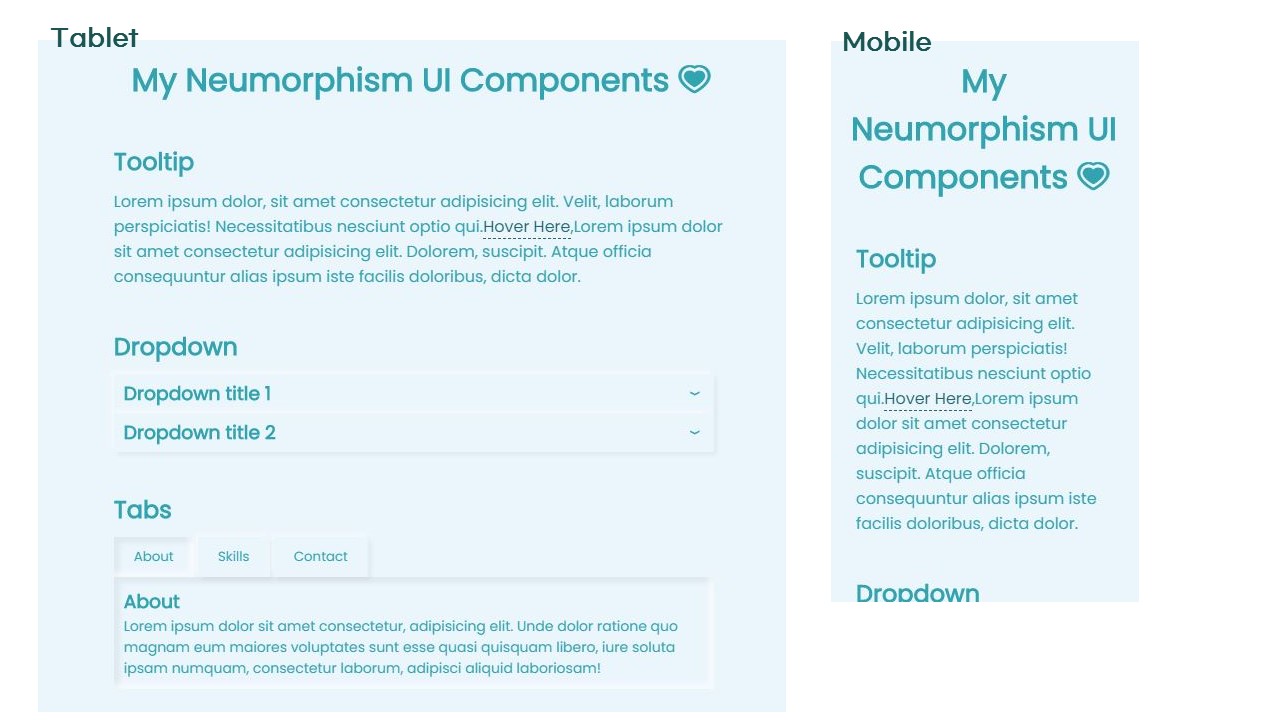 Tablet
My Neumorphism UI Components
Tooltip
Lorem ipsum dolor, sit amet consectetur adipisicing elit. Velit, laborum
perspiciatis! Necessitatibus nesciunt optio qui.Hover Here,Lorem ipsum dolor
sit amet consectetur adipisicing elit. Dolorem, suscipit. Atque officia
consequuntur alias ipsum iste facilis doloribus, dicta dolor.
Dropdown
Dropdown title 1
Dropdown title 2
Tabs
About Skills Contact
About
Lorem ipsum dolor sit amet consectetur, adipisicing elit. Unde dolor ratione quo
magnam eum maiores voluptates sunt esse quasi quisquam libero, iure soluta
ipsam numquam, consectetur laborum, adipisci aliquid laboriosam!
Mobile
My
Neumorphism UI
Components
Tooltip
Lorem ipsum dolor, sit amet
consectetur adipisicing elit.
Velit, laborum perspiciatis!
Necessitatibus nesciunt optio
qui.Hover Here,Lorem ipsum
dolor sit amet consectetur
adipisicing elit. Dolorem,
suscipit. Atque officia
consequuntur alias ipsum iste
facilis doloribus, dicta dolor.
Dropdown